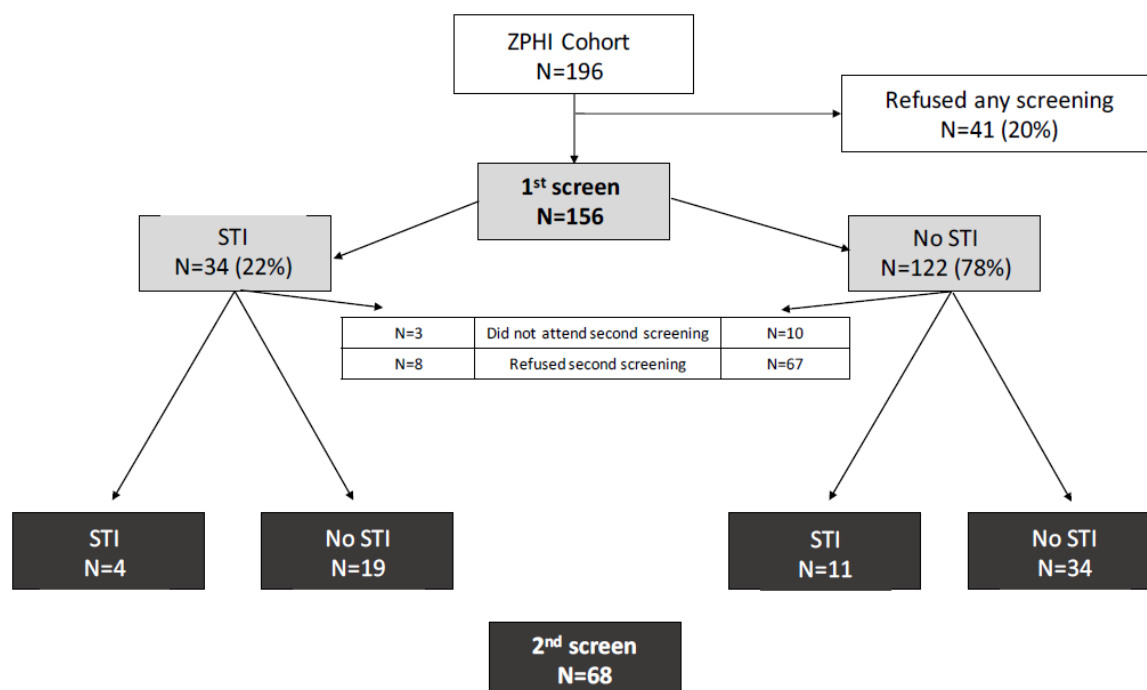 ZPHI Cohort
N=196
Refused any screening
N=41 (20%)
1st screen
N=156
STI
N=34 (22%)
No STI
N=122 (78%)
N=3 Did not attend second screening N=10
N=8 Refused second screening N=67
STI
N=4
No STI
N=19
STI
N=11
No STI
N=34
2nd screen
N=68